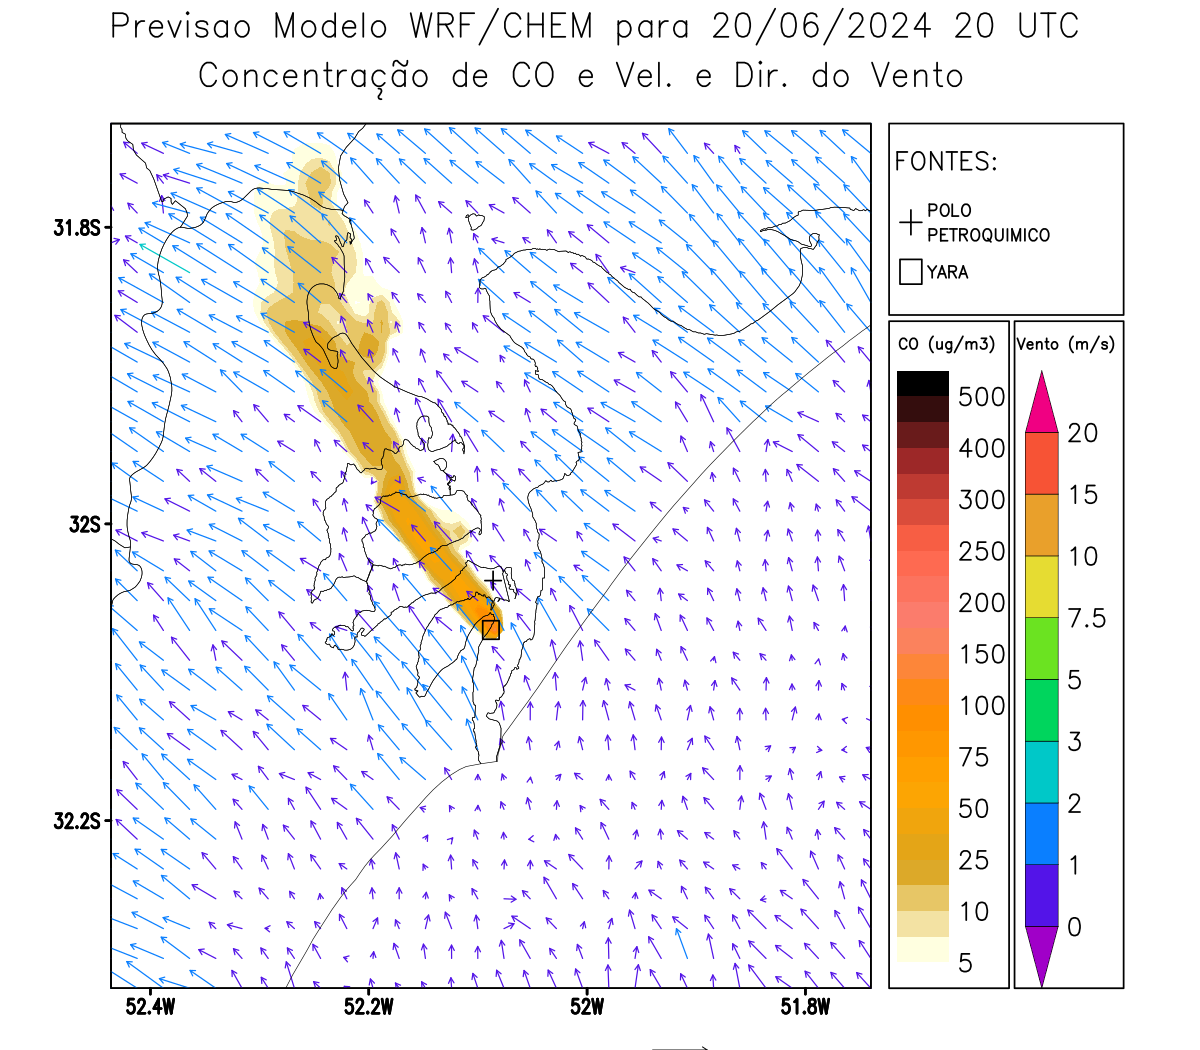 Previsao Modelo WRF/CHEM para 20/06/2024 20 UTC
Concentração de CO e Vel. e Dir. do Vento
FONTES:
POLO
PETROQUIMICO
YARA
CO (ug/m3)
500
400
300
250
200
150
100
75
50
25
10
5
Vento (m/s)
20
15
10
7.5
5
3
2
1
0
31.8S
32S
32.2S
52.4W
52.2W
52W
51.8W